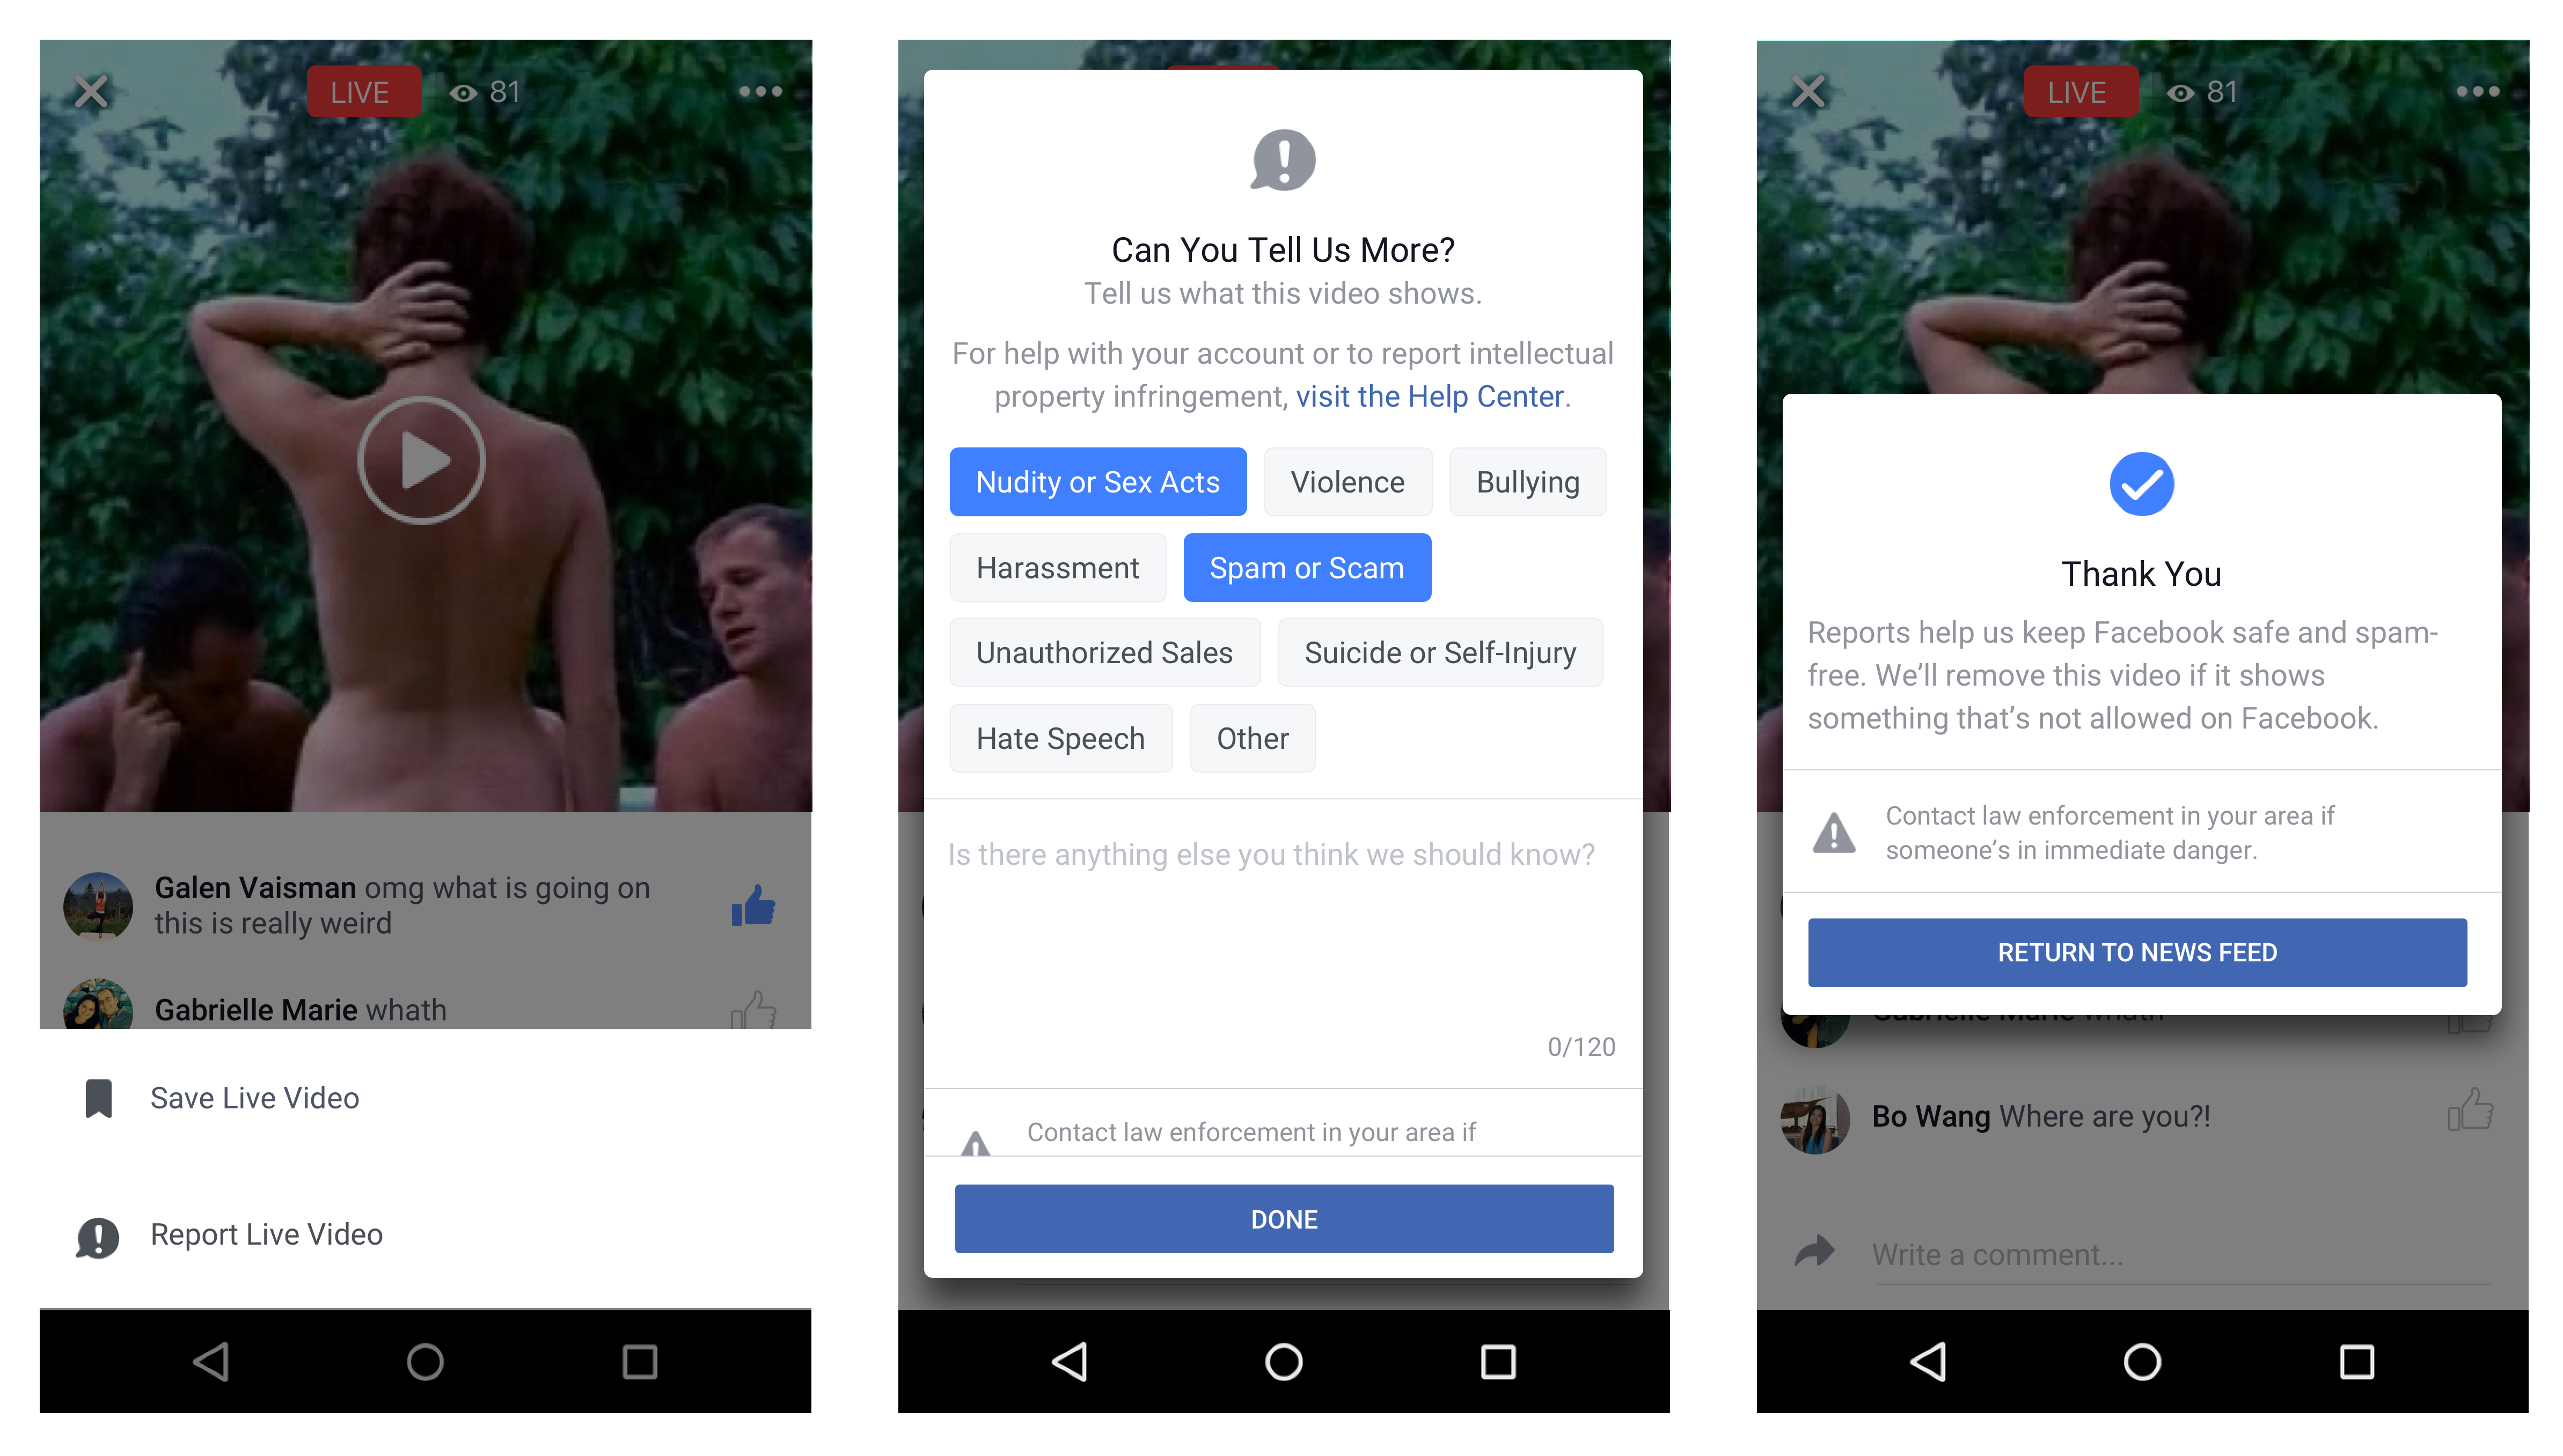 LIVE 81
Galen Vaisman omg what is going on
this is really weird
Gabrielle Marie whath
Save Live Video
Report Live Video
Can You Tell Us More?
Tell us what this video shows.
For help with your account or to report intellectual
property infringement, visit the Help Center.
Nudity or Sex Acts Violence Bullying
Harassment Spam or Scam
Unauthorized Sales Suicide or Self-Injury
Hate Speech Other
Is there anything else you think we should know?
0/120
Contact law enforcement in your area if
DONE
LIVE 81
Thank You
Reports help us keep Facebook safe and spam-
free. We’ll remove this video if it shows
something that’s not allowed on Facebook.
Contact law enforcement in your area if
someone’s in immediate danger.
RETURN TO NEWS FEED
Gabrielle Marie whath
Bo Wang Where are you?!
Write a comment...